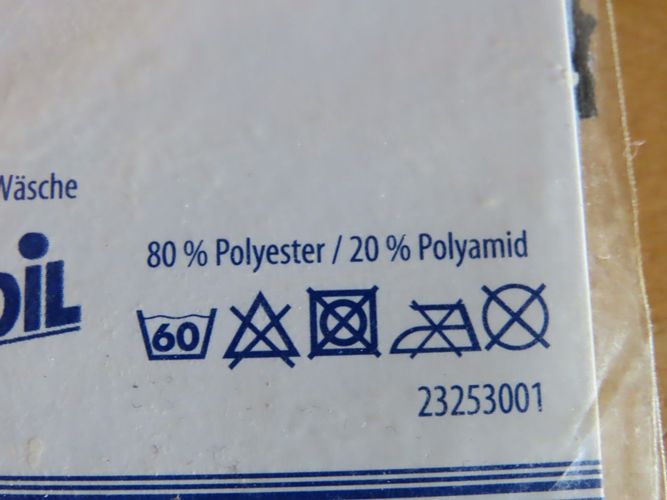 Wäsche
80 % Polyester / 20 % Polyamid
60
23253001